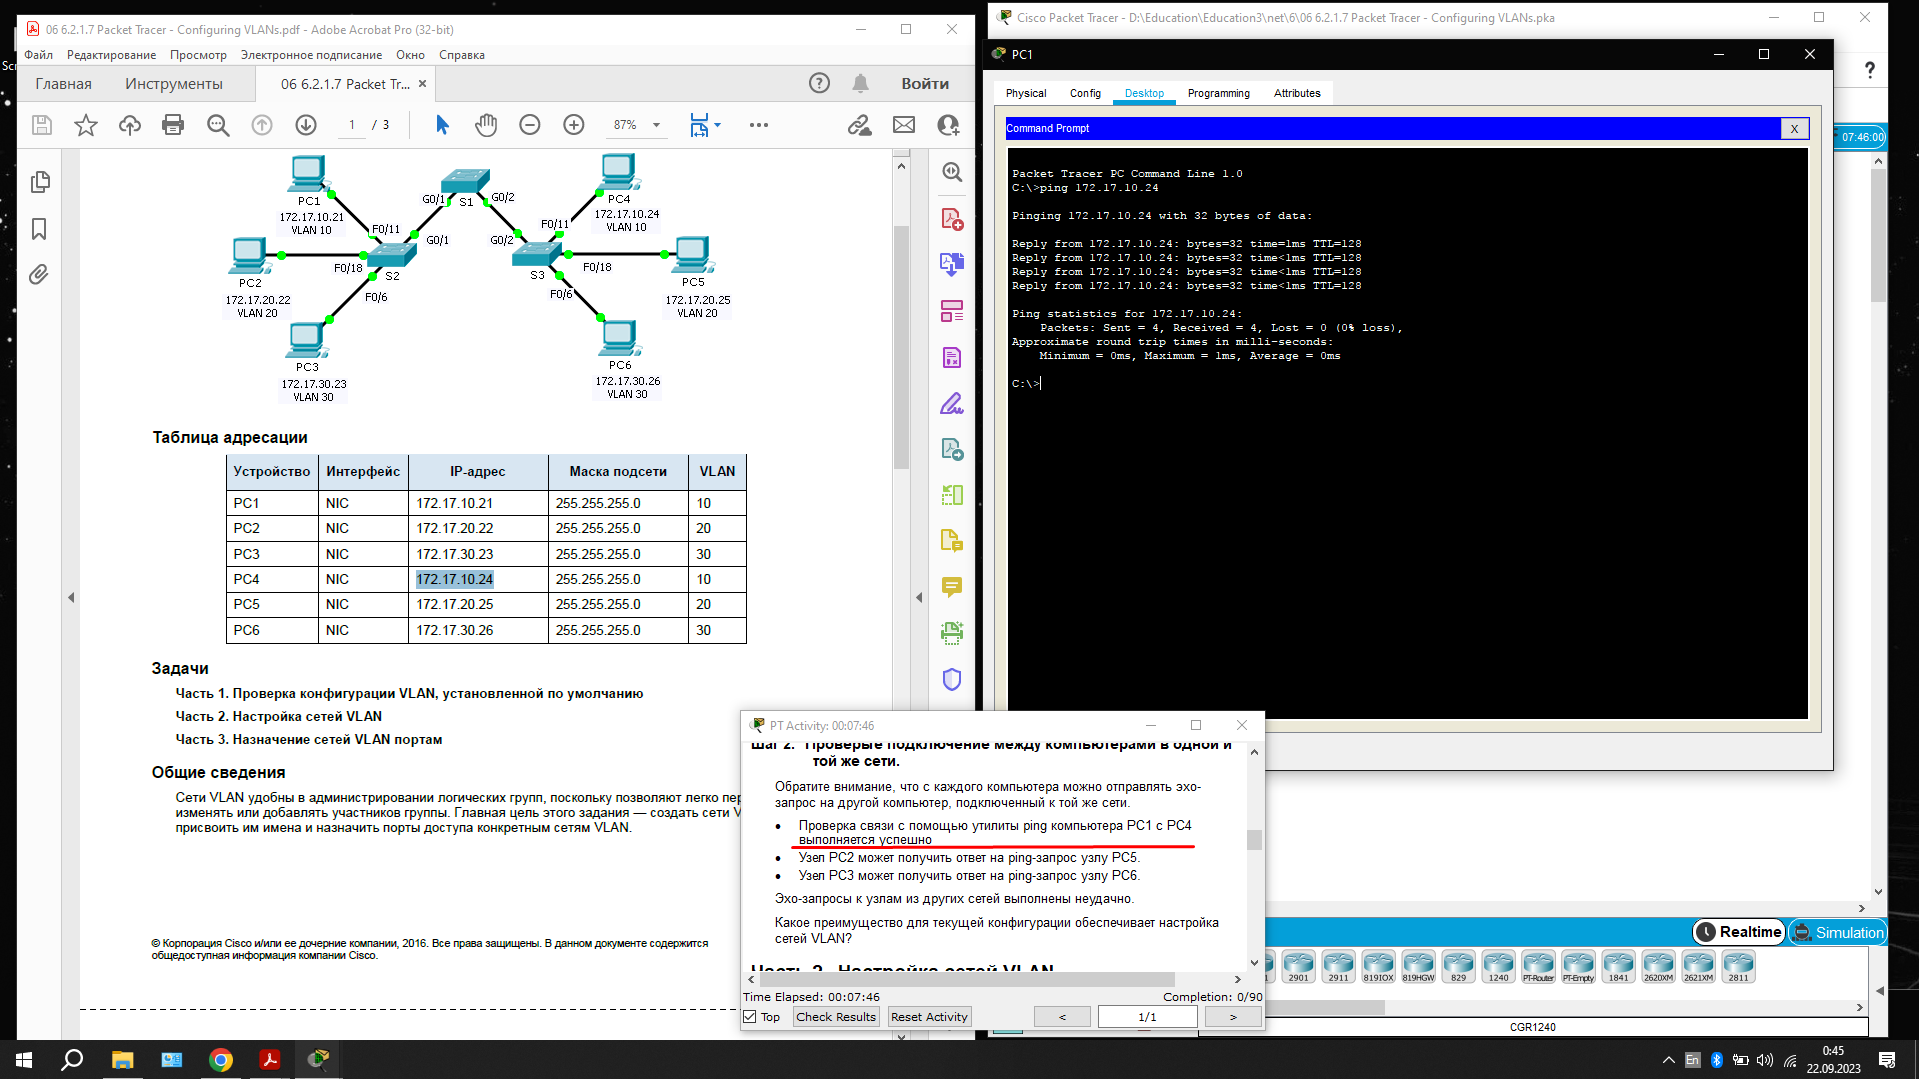 06 6.2.1.7 Packet Tracer - Configuring VLANs.pdf - Adobe Acrobat Pro (32-bit)
Файл Редактирование Просмотр Электронное подписание Окно Справка
Главная Инструменты 06 6.2.1.7 Packet Tr... × Войти
1 / 3 87%
PC1
172.17.10.21
VLAN 10
S1
G0/1
G0/2
PC4
172.17.10.24
VLAN 10
F0/11
G0/1
G0/2
F0/11
PC2
172.17.20.22
VLAN 20
F0/18
S2
F0/6
S3
F0/18
F0/6
PC5
172.17.20.25
VLAN 20
PC3
172.17.30.23
VLAN 30
PC6
172.17.30.26
VLAN 30
Таблица адресации
Устройство Интерфейс IP-адрес Маска подсети VLAN
PC1 NIC 172.17.10.21 255.255.255.0 10
PC2 NIC 172.17.20.22 255.255.255.0 20
PC3 NIC 172.17.30.23 255.255.255.0 30
PC4 NIC 172.17.10.24 255.255.255.0 10
PC5 NIC 172.17.20.25 255.255.255.0 20
PC6 NIC 172.17.30.26 255.255.255.0 30
Задачи
Часть 1. Проверка конфигурации VLAN, установленной по умолчанию
Часть 2. Настройка сетей VLAN
Часть 3. Назначение сетей VLAN портам
Общие сведения
Сети VLAN удобны в администрировании логических групп, поскольку позволяют легко пер
изменять или добавлять участников группы. Главная цель этого задания — создать сети V
присвоить им имена и назначить порты доступа конкретным сетям VLAN.
© Корпорация Cisco и/или ее дочерние компании, 2016. Все права защищены. В данном документе содержится
общедоступная информация компании Cisco.
Cisco Packet Tracer - D:\Education\Education3\net\6\06 6.2.1.7 Packet Tracer - Configuring VLANs.pka
PC1
Physical Config Desktop Programming Attributes
Command Prompt X
07:46:00
Packet Tracer PC Command Line 1.0
C:\>ping 172.17.10.24
Pinging 172.17.10.24 with 32 bytes of data:
Reply from 172.17.10.24: bytes=32 time=1ms TTL=128
Reply from 172.17.10.24: bytes=32 time<1ms TTL=128
Reply from 172.17.10.24: bytes=32 time<1ms TTL=128
Reply from 172.17.10.24: bytes=32 time<1ms TTL=128
Ping statistics for 172.17.10.24:
Packets: Sent = 4, Received = 4, Lost = 0 (0% loss),
Approximate round trip times in milli-seconds:
Minimum = 0ms, Maximum = 1ms, Average = 0ms
C:\>
PT Activity: 00:07:46
Шаг 2. Проверьте подключение между компьютерами в одной и
той же сети.
Обратите внимание, что с каждого компьютера можно отправлять эхо-
запрос на другой компьютер, подключенный к той же сети.
• Проверка связи с помощью утилиты ping компьютера PC1 с PC4
выполняется успешно
• Узел PC2 может получить ответ на ping-запрос узлу PC5.
• Узел PC3 может получить ответ на ping-запрос узлу PC6.
Эхо-запросы к узлам из других сетей выполнены неудачно.
Какое преимущество для текущей конфигурации обеспечивает настройка
сетей VLAN?
Часть 2. Настройка сетей VLAN
Time Elapsed: 00:07:46 Completion: 0/90
Top Check Results Reset Activity < 1/1 >
Realtime Simulation
2901 2911 819IOX 819HGW 829 1240 PT-Router PT-Empty 1841 2620XM 2621XM 2811
CGR1240
En
0:45
22.09.2023